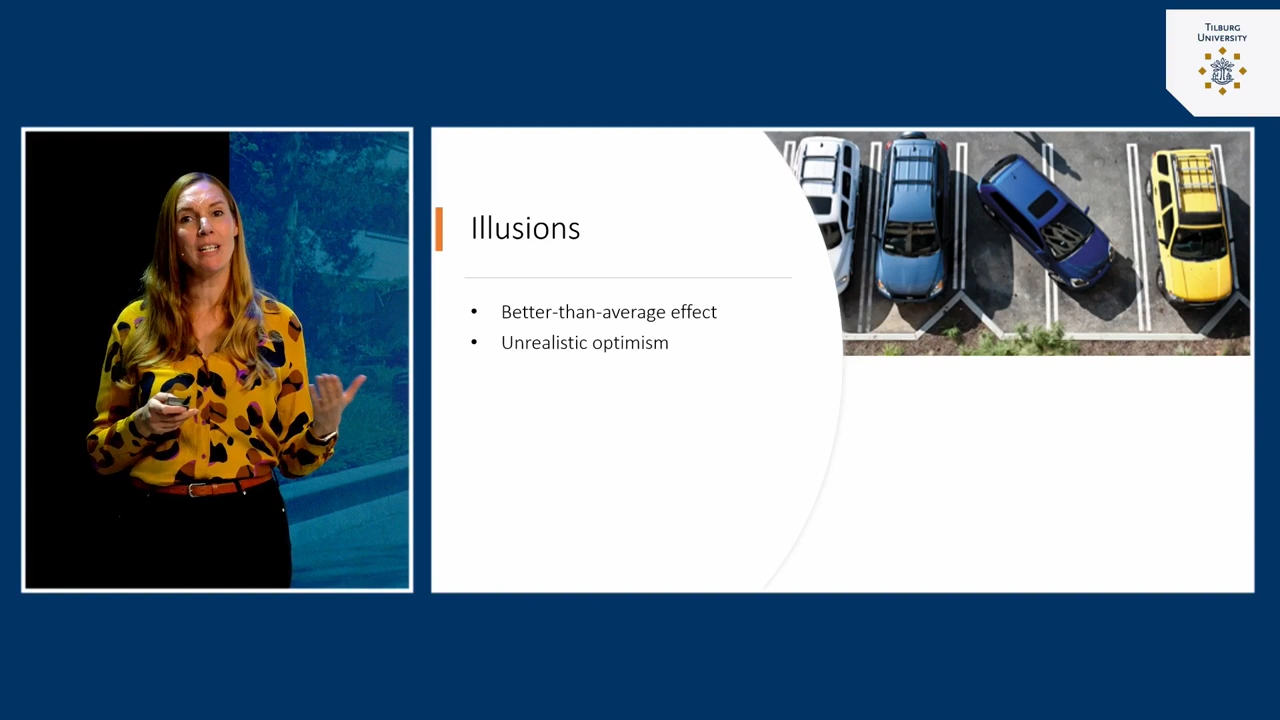 TILBURG
UNIVERSITY
Illusions
• Better-than-average effect
• Unrealistic optimism